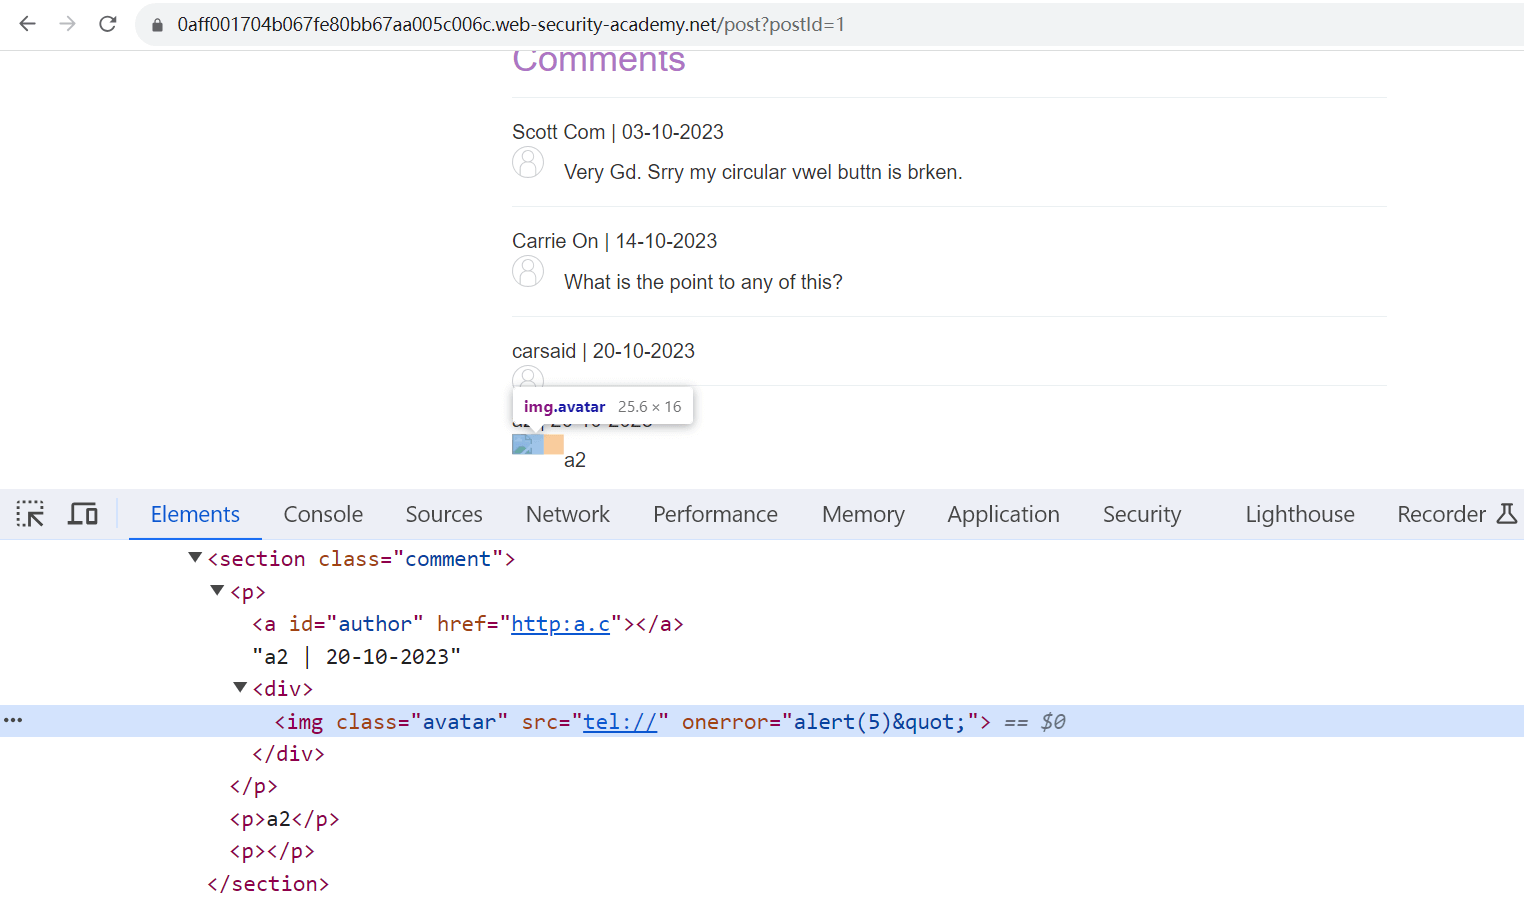 0aff001704b067fe80bb67aa005c006c.web-security-academy.net/post?postId=1
Comments
Scott Com | 03-10-2023
Very Gd. Srry my circular vwel buttn is brken.
Carrie On | 14-10-2023
What is the point to any of this?
carsaid | 20-10-2023
img.avatar 25.6 × 16
a2 | 20-10-2023
a2
Elements Console Sources Network Performance Memory Application Security Lighthouse Recorder
<section class="comment">
<p>
<a id="author" href="http:a.c"></a>
"a2 | 20-10-2023"
<div>
<img class="avatar" src="tel://" onerror="alert(5)&quot;"> == $0
</div>
</p>
<p>a2</p>
<p></p>
</section>